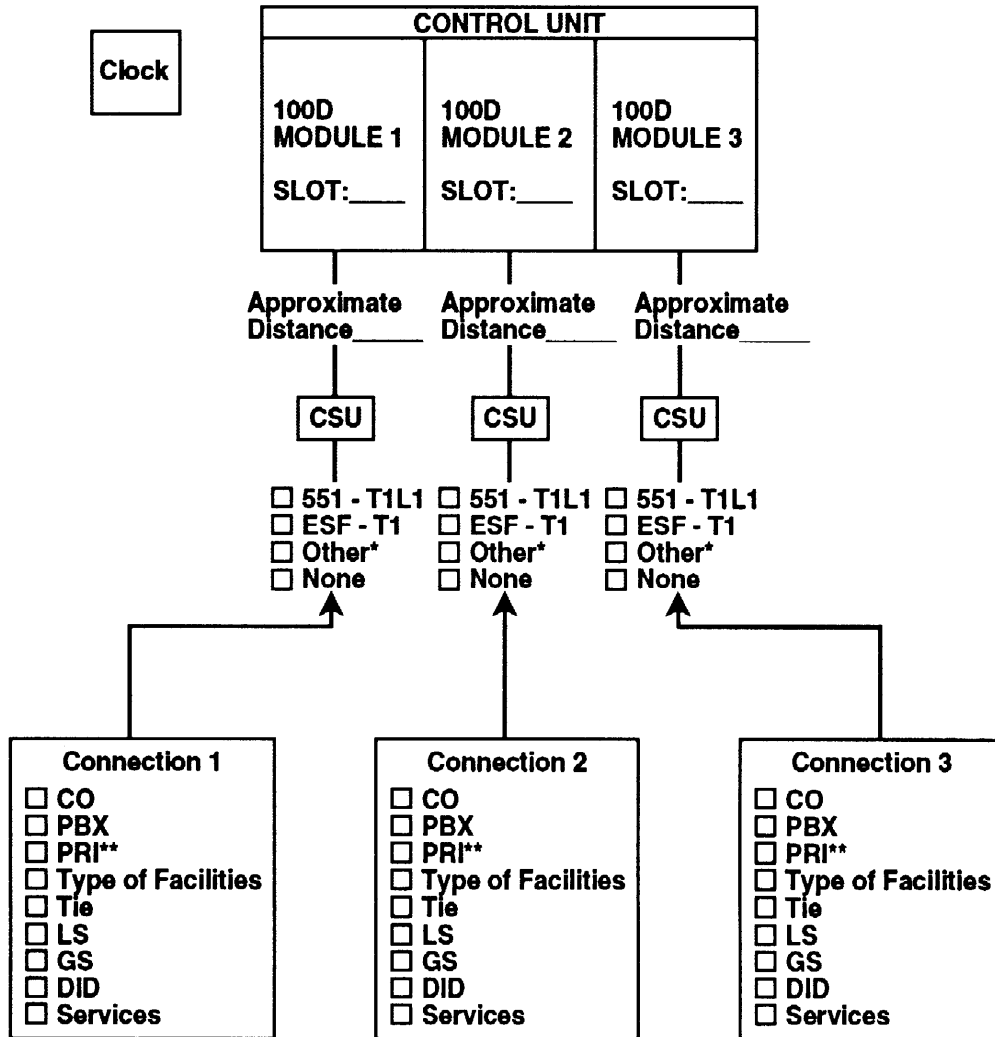 CONTROL UNIT
Clock
100D
MODULE 1
SLOT:____
100D
MODULE 2
SLOT:____
100D
MODULE 3
SLOT:____
Approximate
Distance_____
Approximate
Distance_____
Approximate
Distance_____
CSU
CSU
CSU
551 - T1L1
ESF - T1
Other*
None
551 - T1L1
ESF - T1
Other*
None
551 - T1L1
ESF - T1
Other*
None
Connection 1
CO
PBX
PRI**
Type of Facilities
Tie
LS
GS
DID
Services
Connection 2
CO
PBX
PRI**
Type of Facilities
Tie
LS
GS
DID
Services
Connection 3
CO
PBX
PRI**
Type of Facilities
Tie
LS
GS
DID
Services